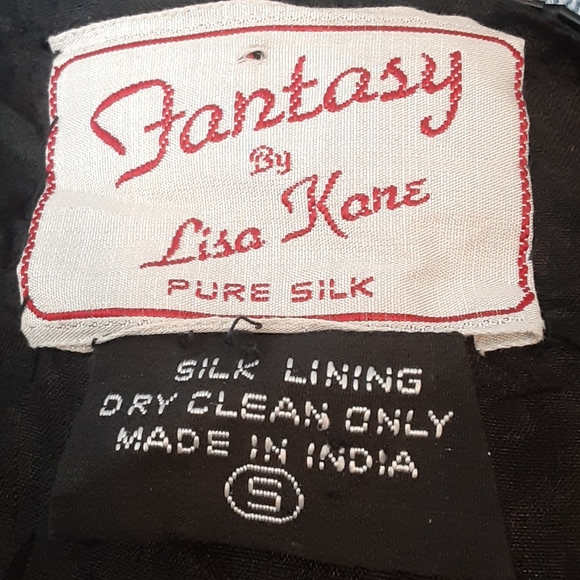 Fantasy
By
Lisa Kane
PURE SILK
SILK LINING
DRY CLEAN ONLY
MADE IN INDIA
S